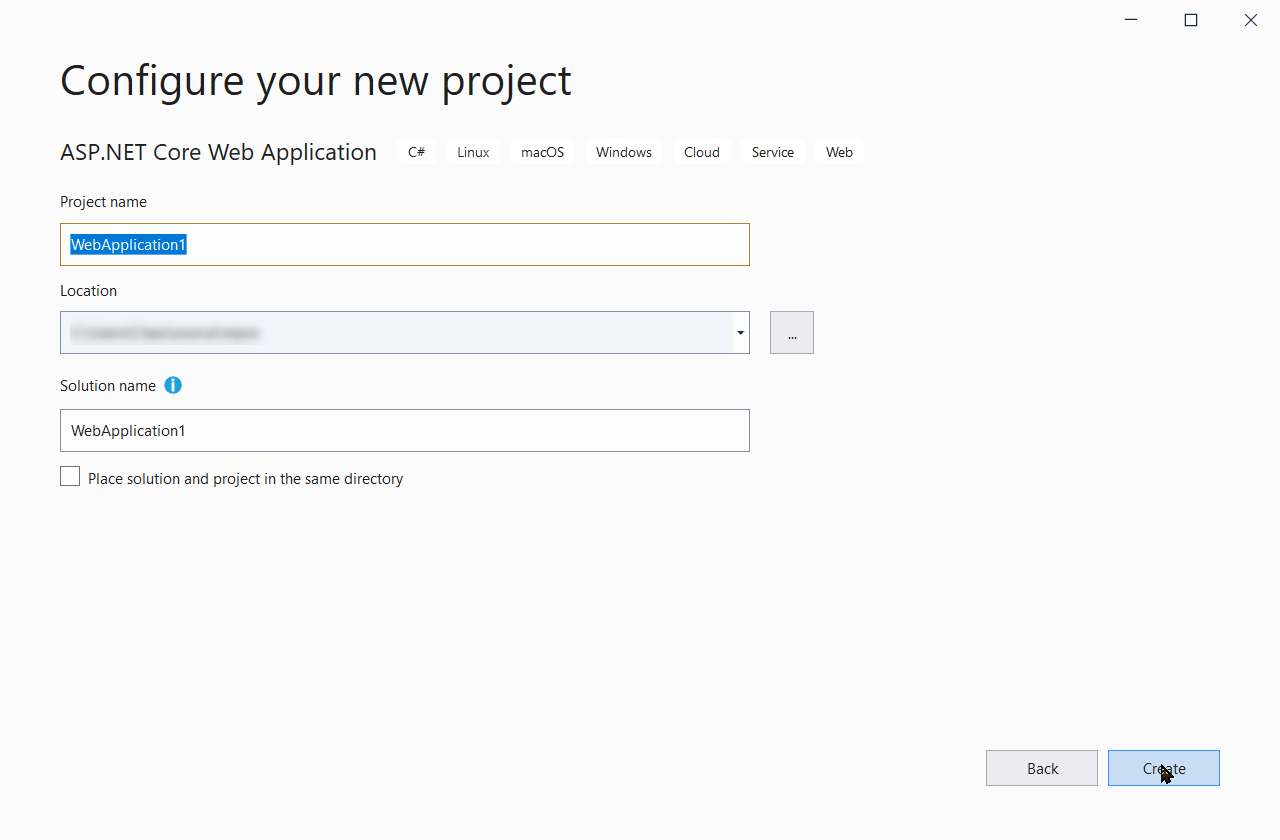 Configure your new project
ASP.NET Core Web Application C# Linux macOS Windows Cloud Service Web
Project name
WebApplication1
Location
...
Solution name
WebApplication1
Place solution and project in the same directory
Back Create